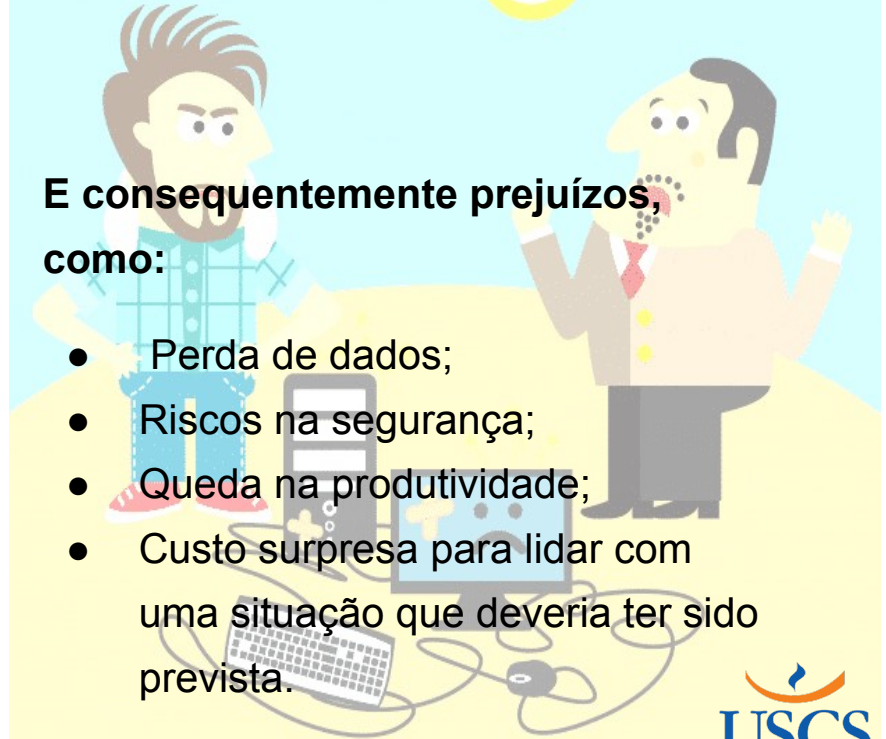 E consequentemente prejuízos,
como:
● Perda de dados;
● Riscos na segurança;
● Queda na produtividade;
● Custo surpresa para lidar com
uma situação que deveria ter sido
prevista.
USCS